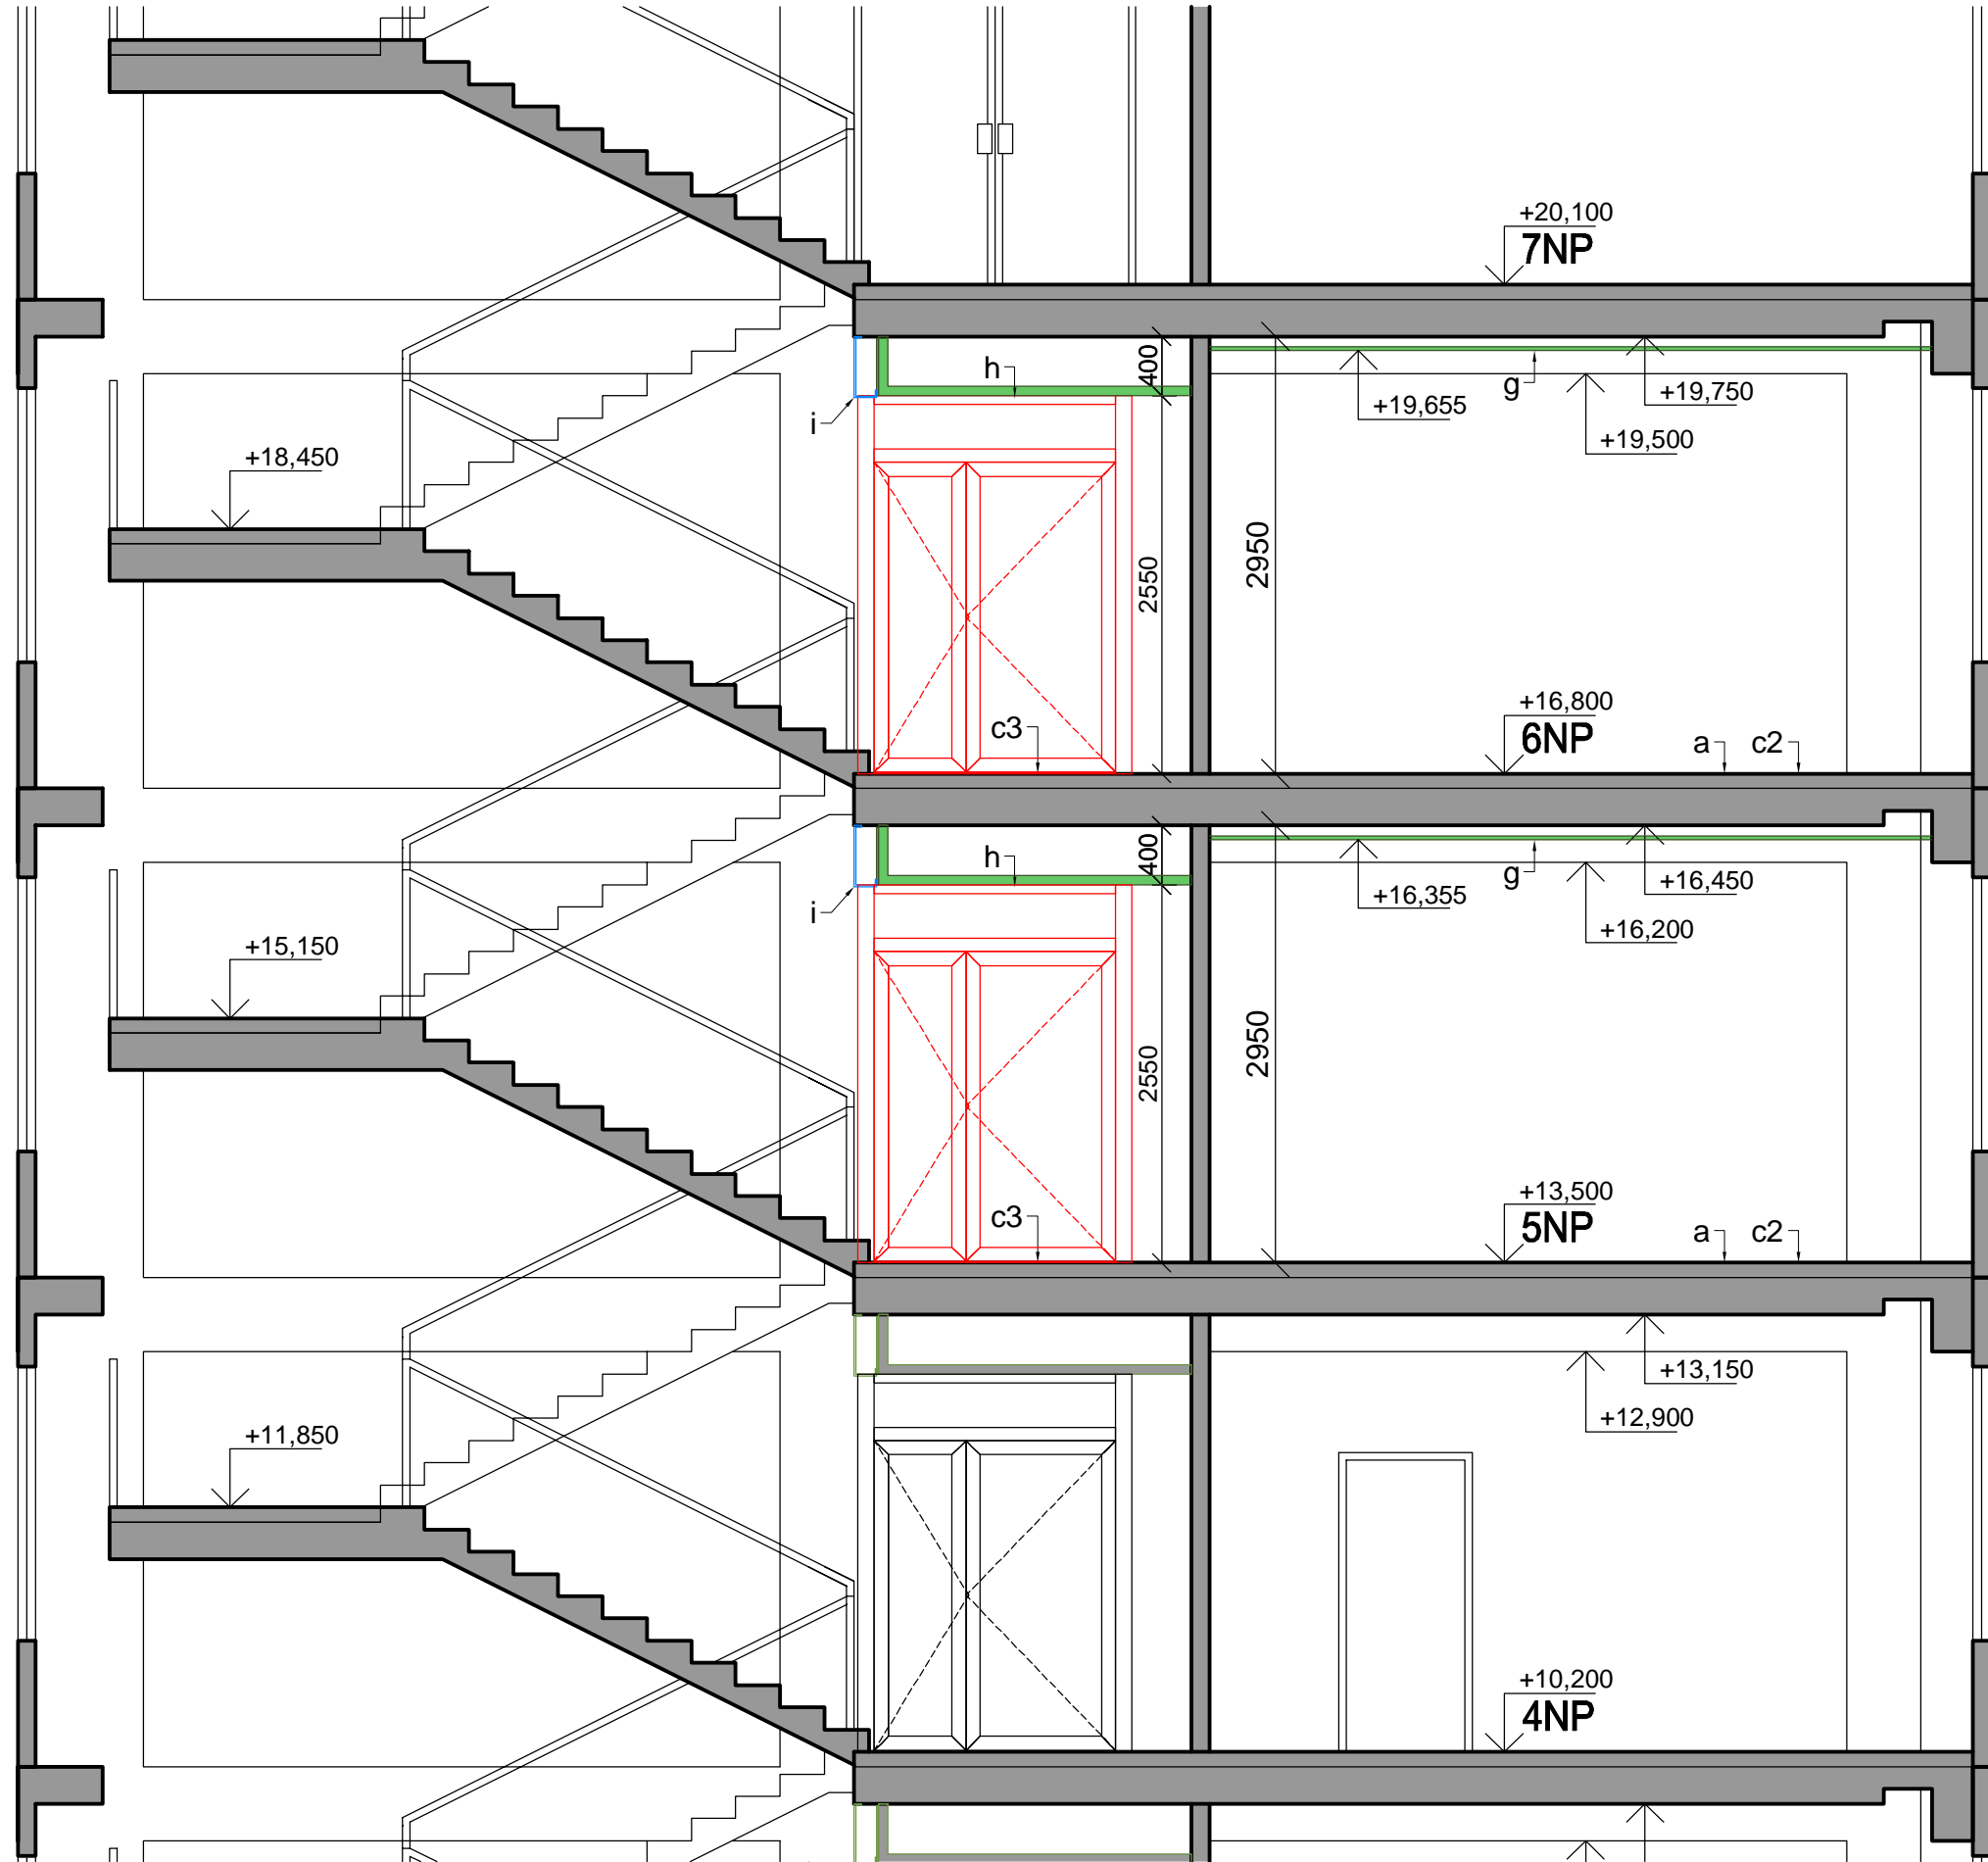 +20,100
7NP
400
h
g
+19,655
+19,750
i
+19,500
+18,450
2950
2550
+16,800
c3
6NP
a
c2
400
h
g
+16,355
+16,450
i
+16,200
+15,150
2950
2550
+13,500
c3
5NP
a
c2
+13,150
+12,900
+11,850
+10,200
4NP